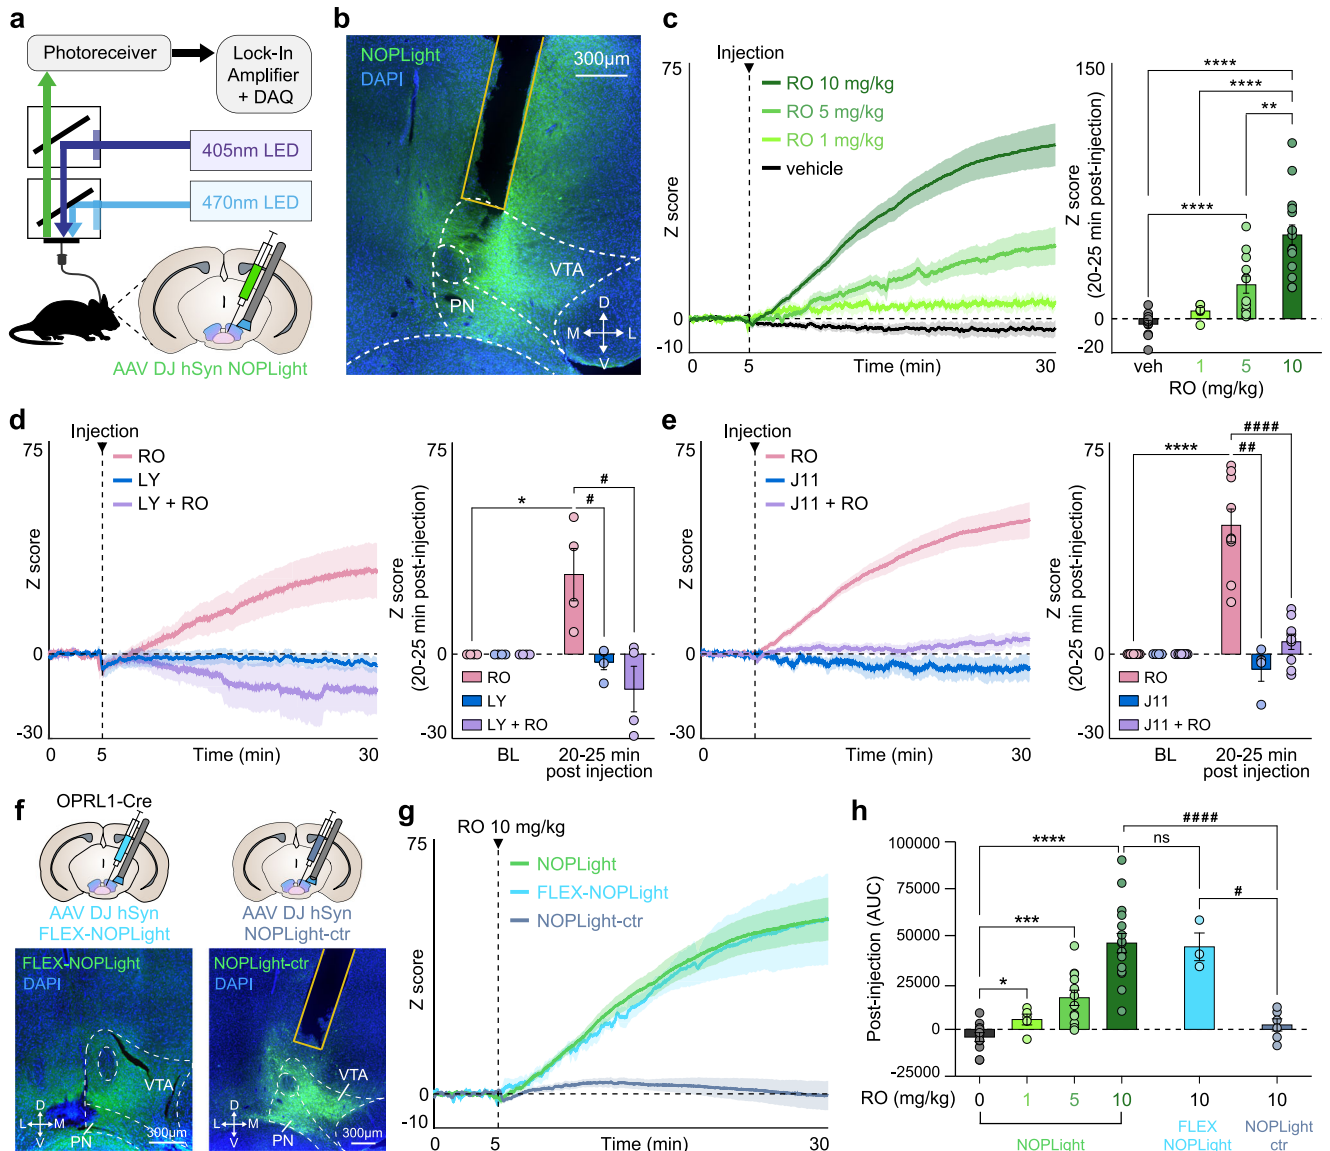 a
Photoreceiver
Lock-In
Amplifier
+ DAQ
405nm LED
470nm LED
AAV DJ hSyn NOPLight
b
NOPLight
DAPI
300µm
VTA
PN
D
M
L
V
c
Injection
75
RO 10 mg/kg
RO 5 mg/kg
RO 1 mg/kg
vehicle
Z score
0
-10
0
5
Time (min)
30
150
****
****
**
****
Z score
(20-25 min post-injection)
0
-20
veh
1
5
10
RO (mg/kg)
d
Injection
75
RO
LY
LY + RO
Z score
0
-30
0
5
Time (min)
30
75
#
*
#
Z score
(20-25 min post-injection)
0
RO
LY
LY + RO
-30
BL
20-25 min
post injection
e
Injection
75
RO
J11
J11 + RO
Z score
0
-30
0
5
Time (min)
30
75
####
****
##
Z score
(20-25 min post-injection)
0
RO
J11
J11 + RO
-30
BL
20-25 min
post injection
f
OPRL1-Cre
AAV DJ hSyn
FLEX-NOPLight
AAV DJ hSyn
NOPLight-ctr
FLEX-NOPLight
DAPI
VTA
D
L
M
V
PN
300µm
NOPLight-ctr
DAPI
VTA
D
L
M
V
PN
300µm
g
75
RO 10 mg/kg
NOPLight
FLEX-NOPLight
NOPLight-ctr
Z score
0
-10
0
5
Time (min)
30
h
100000
75000
50000
25000
0
-25000
Post-injection (AUC)
####
****
ns
#
***
*
RO (mg/kg)
0
1
5
10
10
10
NOPLight
FLEX
NOPLight
NOPLight
ctr